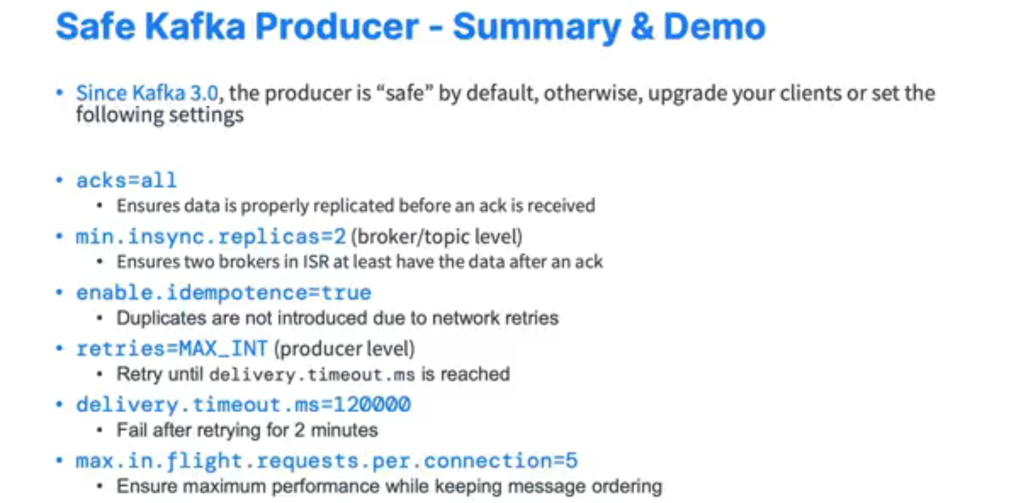 Safe Kafka Producer - Summary & Demo
• Since Kafka 3.0, the producer is “safe” by default, otherwise, upgrade your clients or set the
following settings
• acks=all
• Ensures data is properly replicated before an ack is received
• min.insync.replicas=2 (broker/topic level)
• Ensures two brokers in ISR at least have the data after an ack
• enable.idempotence=true
• Duplicates are not introduced due to network retries
• retries=MAX_INT (producer level)
• Retry until delivery.timeout.ms is reached
• delivery.timeout.ms=120000
• Fail after retrying for 2 minutes
• max.in.flight.requests.per.connection=5
• Ensure maximum performance while keeping message ordering